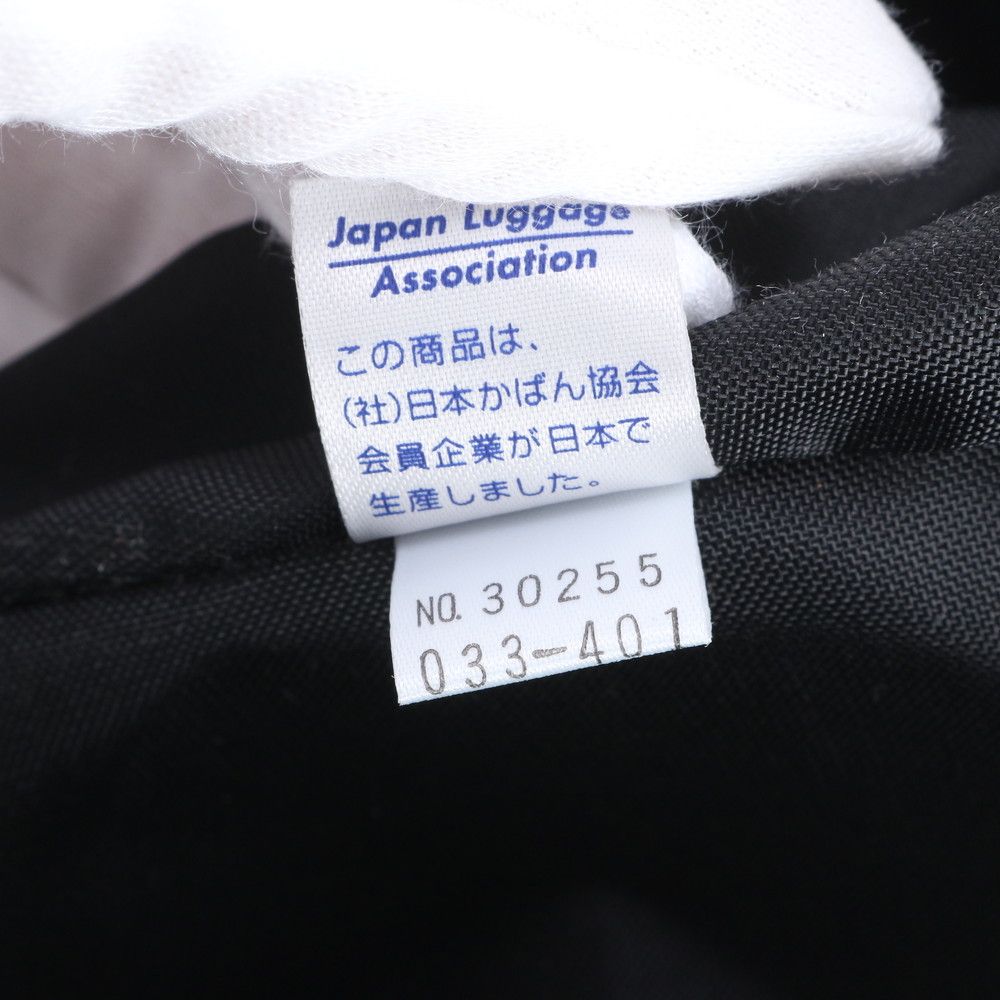 Japan Luggage
Association
この商品は、
(社)日本かばん協会
会員企業が日本で
生産しました。
NO. 30255
033-401